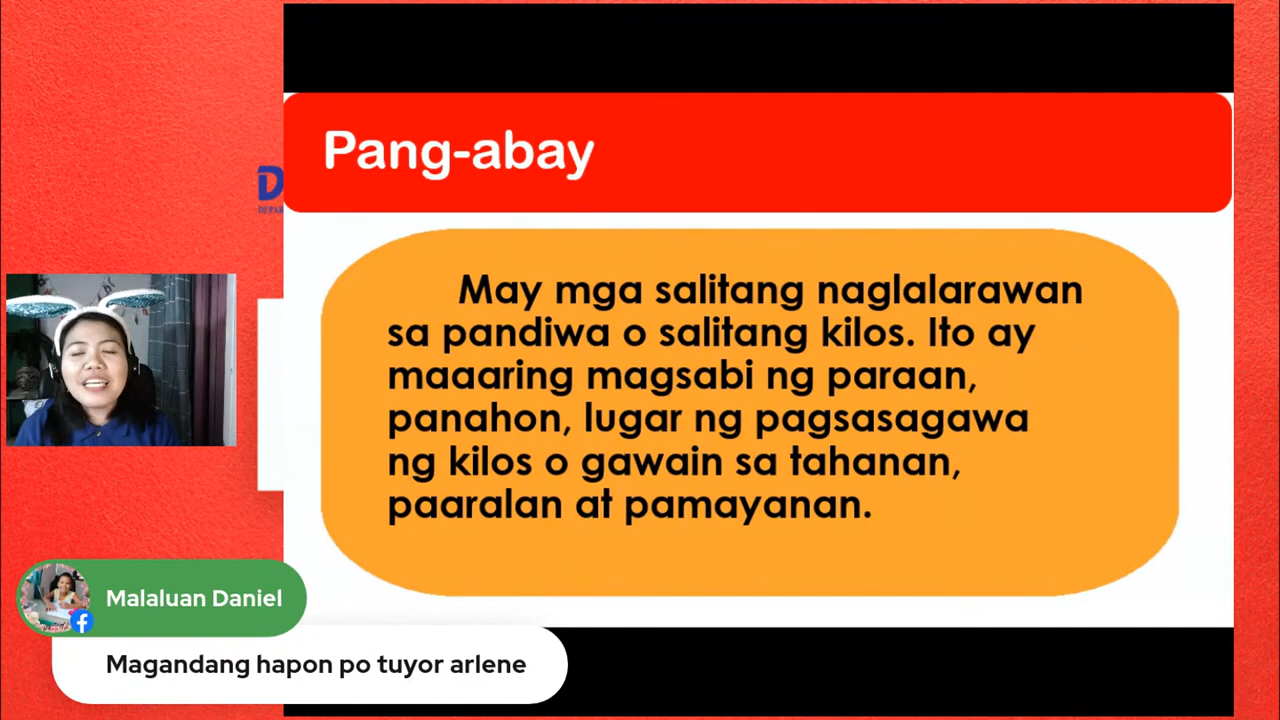 Pang-abay
May mga salitang naglalarawan
sa pandiwa o salitang kilos. Ito ay
maaaring magsabi ng paraan,
panahon, lugar ng pagsasagawa
ng kilos o gawain sa tahanan,
paaralan at pamayanan.
Malaluan Daniel
Magandang hapon po tuyor arlene